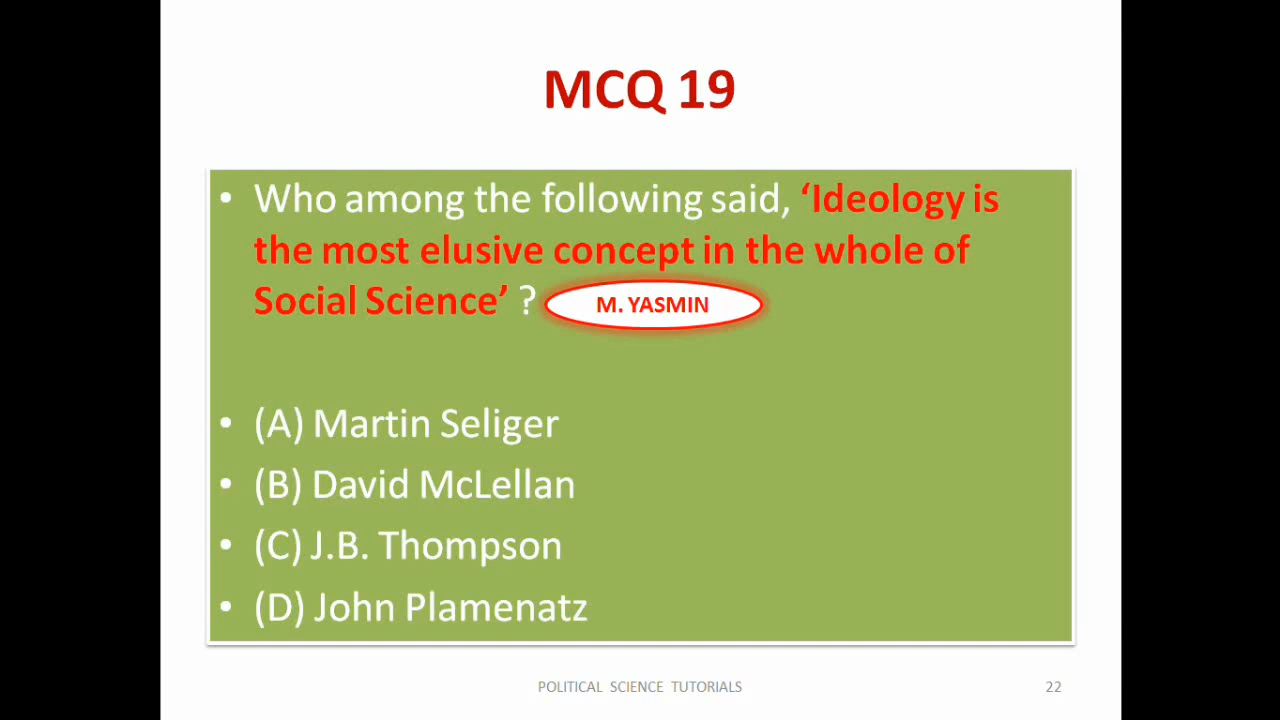 MCQ 19
• Who among the following said, ‘Ideology is
the most elusive concept in the whole of
Social Science’ ? M. YASMIN
• (A) Martin Seliger
• (B) David McLellan
• (C) J.B. Thompson
• (D) John Plamenatz
POLITICAL SCIENCE TUTORIALS 22